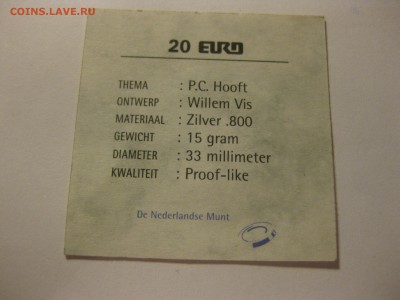 COINS.LAVE.RU
20 EURO
THEMA : P.C. Hooft
ONTWERP : Willem Vis
MATERIAAL : Zilver .800
GEWICHT : 15 gram
DIAMETER : 33 millimeter
KWALITEIT : Proof-like
De Nederlandse Munt